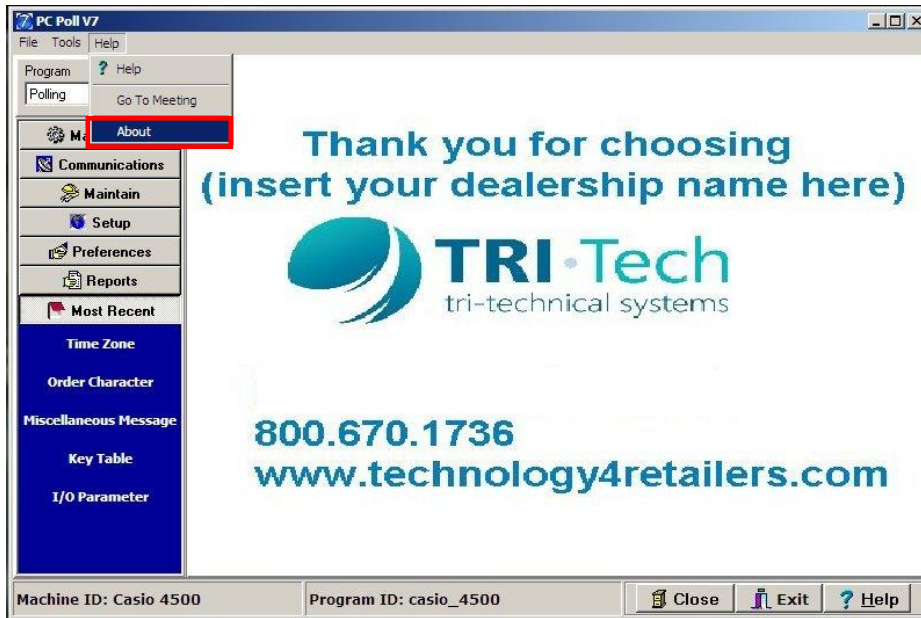 PC Poll V7
File Tools Help
Program
Polling
? Help
Go To Meeting
About
Ma
Communications
Maintain
Setup
Preferences
Reports
Most Recent
Time Zone
Order Character
Miscellaneous Message
Key Table
I/O Parameter
Thank you for choosing
(insert your dealership name here)
TRI·Tech
tri-technical systems
800.670.1736
www.technology4retailers.com
Machine ID: Casio 4500 Program ID: casio_4500 Close Exit ? Help